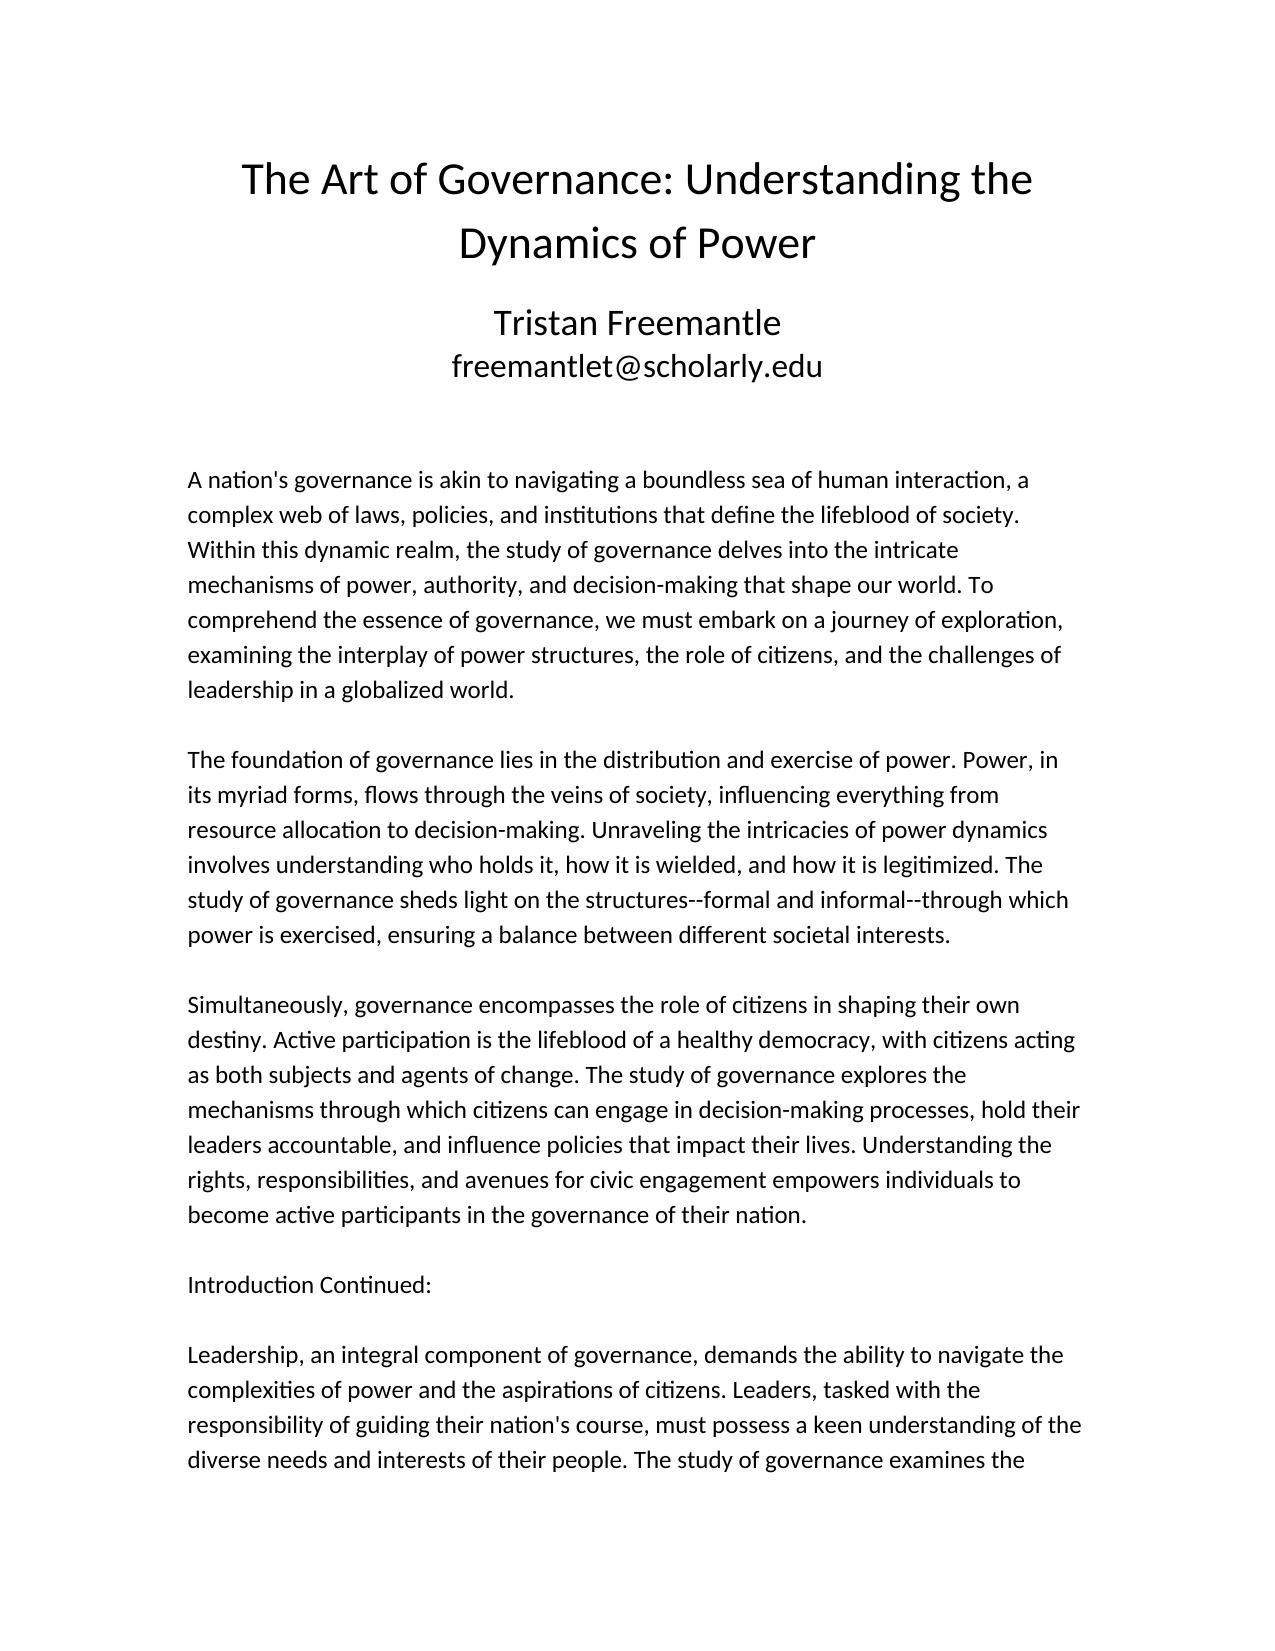 The Art of Governance: Understanding the
Dynamics of Power
Tristan Freemantle
freemantlet@scholarly.edu
A nation's governance is akin to navigating a boundless sea of human interaction, a
complex web of laws, policies, and institutions that define the lifeblood of society.
Within this dynamic realm, the study of governance delves into the intricate
mechanisms of power, authority, and decision-making that shape our world. To
comprehend the essence of governance, we must embark on a journey of exploration,
examining the interplay of power structures, the role of citizens, and the challenges of
leadership in a globalized world.
The foundation of governance lies in the distribution and exercise of power. Power, in
its myriad forms, flows through the veins of society, influencing everything from
resource allocation to decision-making. Unraveling the intricacies of power dynamics
involves understanding who holds it, how it is wielded, and how it is legitimized. The
study of governance sheds light on the structures--formal and informal--through which
power is exercised, ensuring a balance between different societal interests.
Simultaneously, governance encompasses the role of citizens in shaping their own
destiny. Active participation is the lifeblood of a healthy democracy, with citizens acting
as both subjects and agents of change. The study of governance explores the
mechanisms through which citizens can engage in decision-making processes, hold their
leaders accountable, and influence policies that impact their lives. Understanding the
rights, responsibilities, and avenues for civic engagement empowers individuals to
become active participants in the governance of their nation.
Introduction Continued:
Leadership, an integral component of governance, demands the ability to navigate the
complexities of power and the aspirations of citizens. Leaders, tasked with the
responsibility of guiding their nation's course, must possess a keen understanding of the
diverse needs and interests of their people. The study of governance examines the